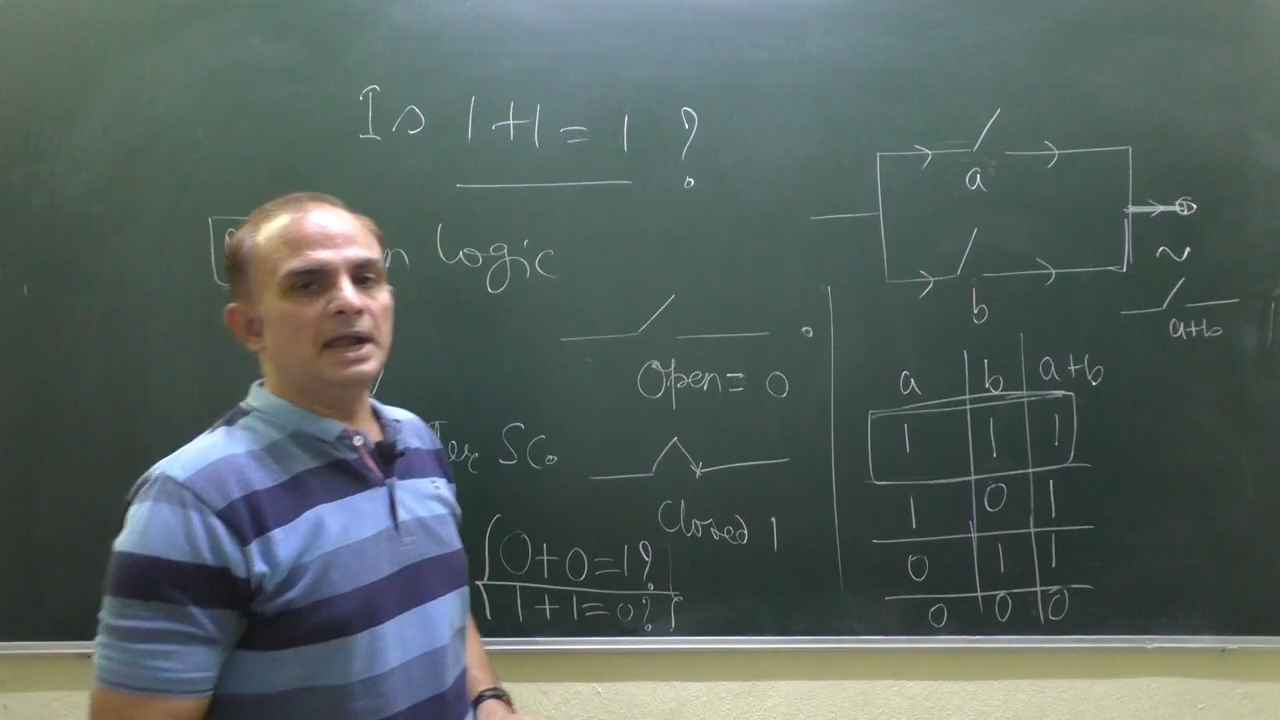 Is 1+1=1 ?
logic
Open = 0
Sc.
Closed 1
0+0=1?
1+1=0?
a
b
~
a+b
a b a+b
1 1 1
1 0 1
0 1 1
0 0 0